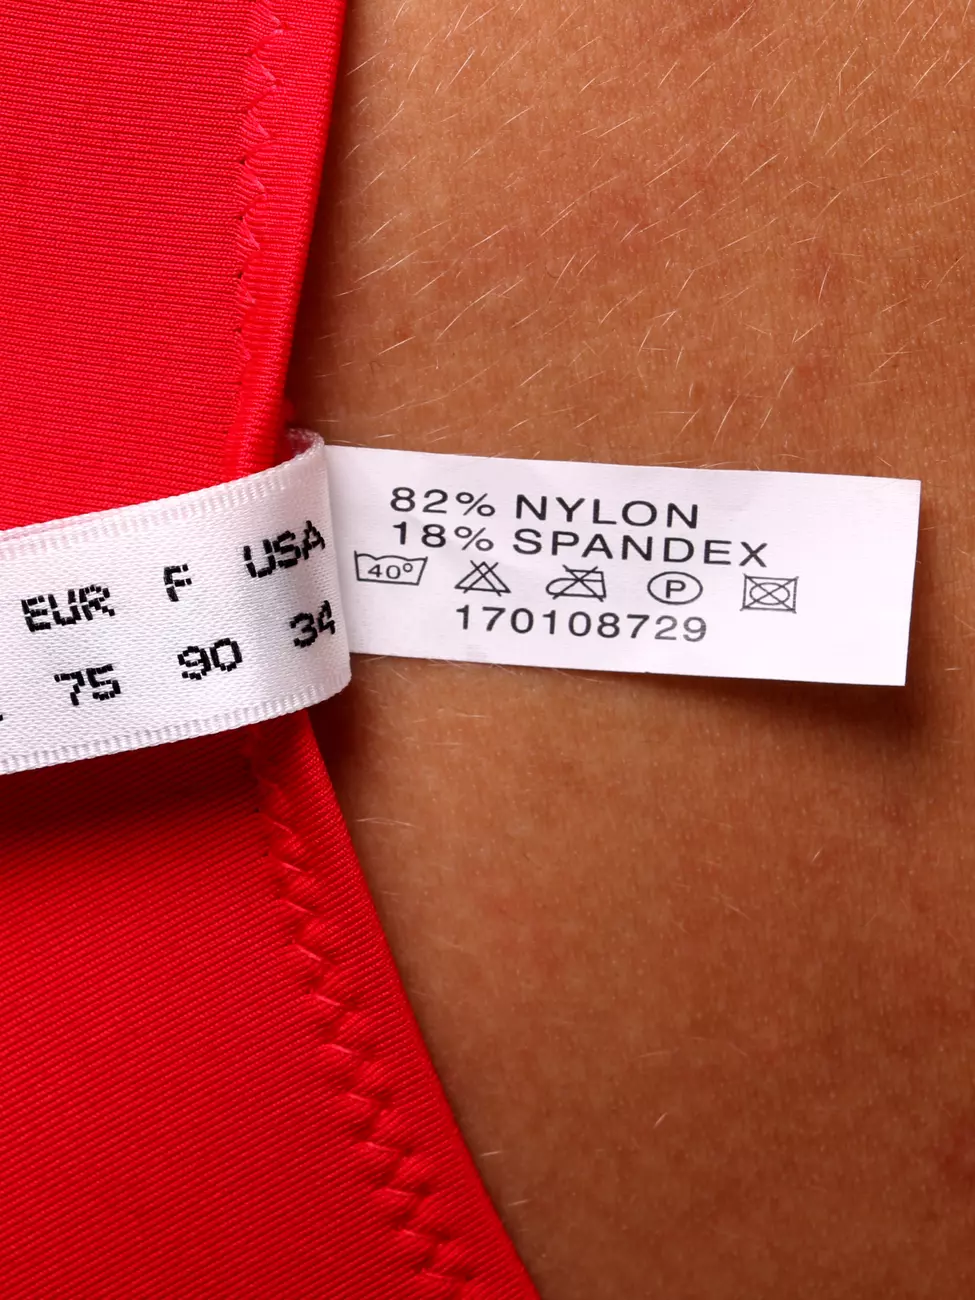 EUR F USA
75 90 34
82% NYLON
18% SPANDEX
40° P
170108729